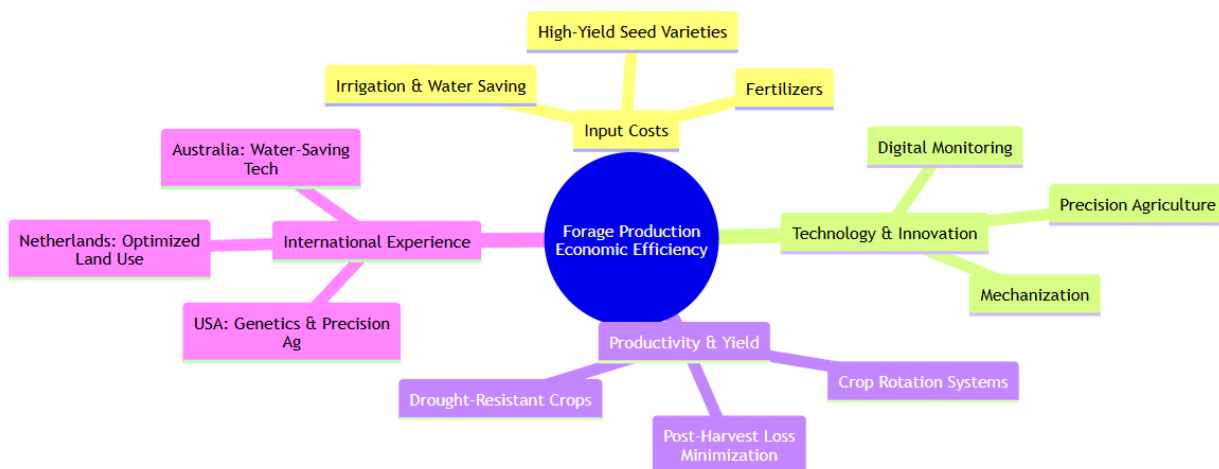 High-Yield Seed Varieties
Irrigation & Water Saving
Fertilizers
Input Costs
Australia: Water-Saving
Tech
Digital Monitoring
Precision Agriculture
Netherlands: Optimized
Land Use
International Experience
Forage Production
Economic Efficiency
Technology & Innovation
Mechanization
USA: Genetics & Precision
Ag
Productivity & Yield
Crop Rotation Systems
Drought-Resistant Crops
Post-Harvest Loss
Minimization